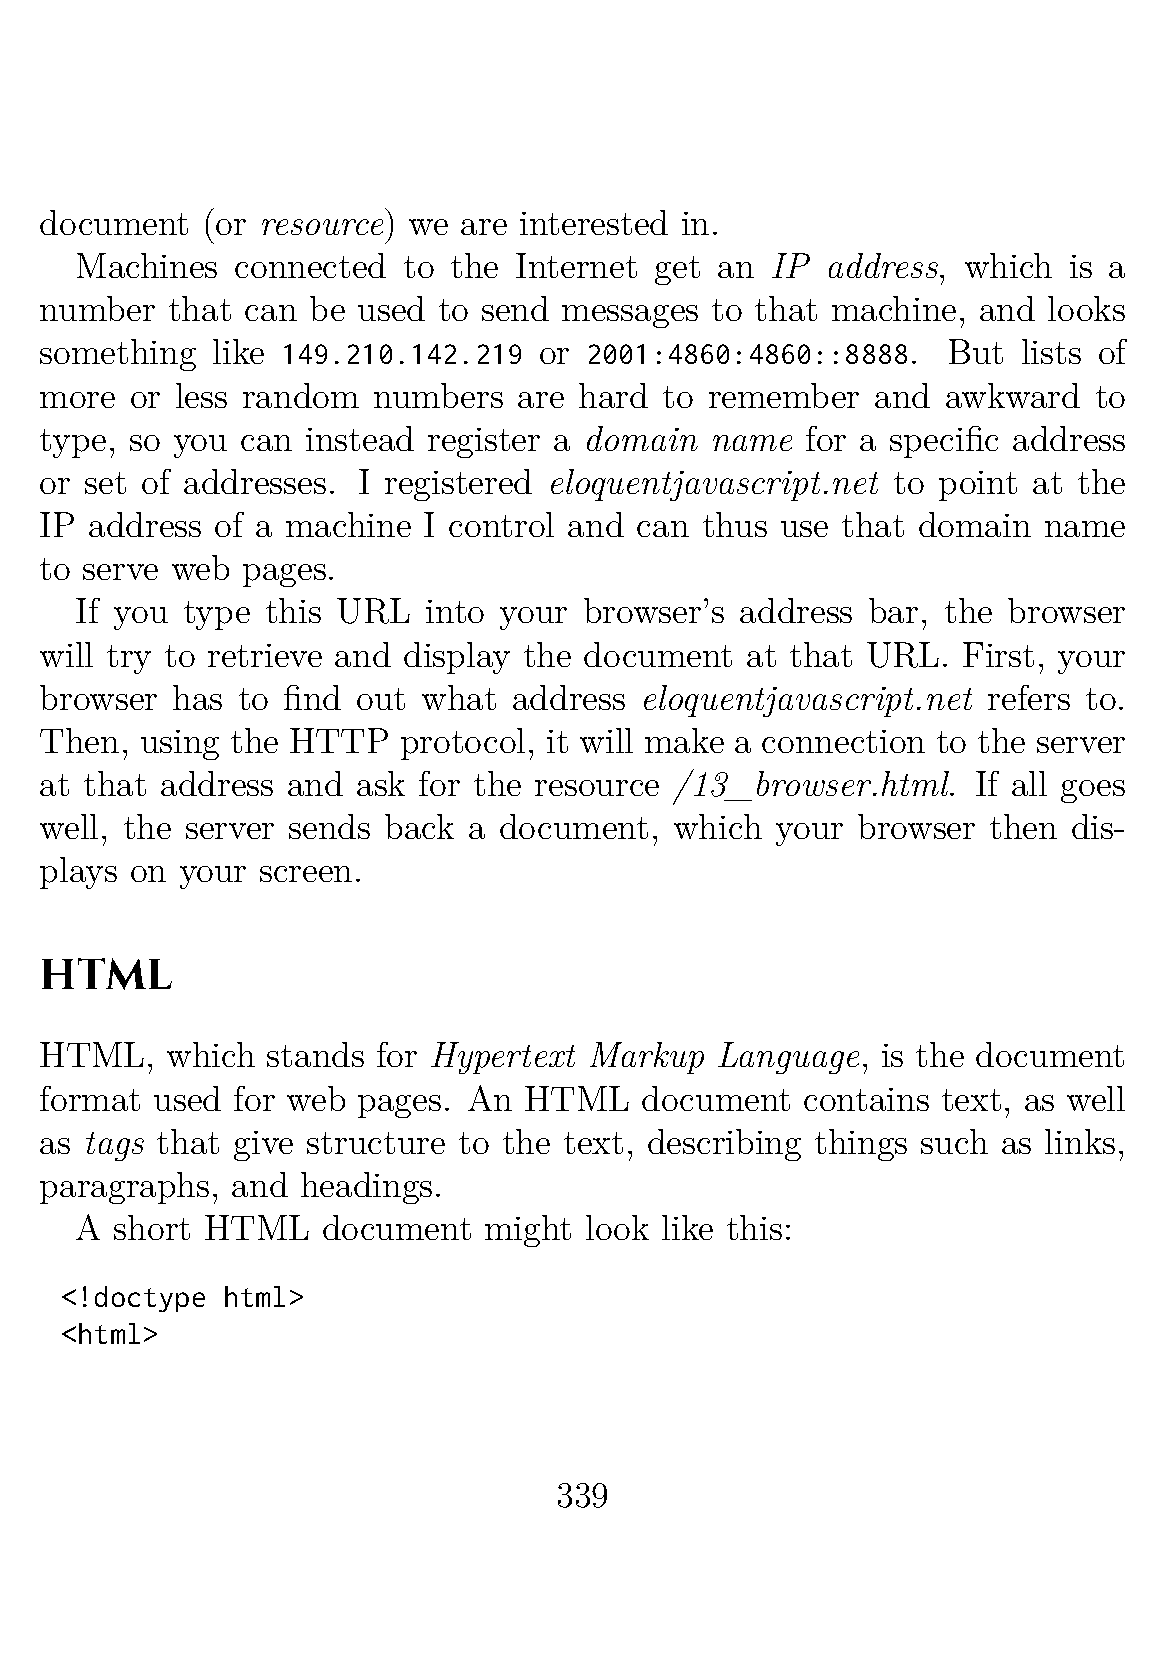 document (or resource) we are interested in.
Machines connected to the Internet get an IP address, which is a
number that can be used to send messages to that machine, and looks
something like 149.210.142.219 or 2001:4860:4860::8888. But lists of
more or less random numbers are hard to remember and awkward to
type, so you can instead register a domain name for a specific address
or set of addresses. I registered eloquentjavascript.net to point at the
IP address of a machine I control and can thus use that domain name
to serve web pages.
If you type this URL into your browser's address bar, the browser
will try to retrieve and display the document at that URL. First, your
browser has to find out what address eloquentjavascript.net refers to.
Then, using the HTTP protocol, it will make a connection to the server
at that address and ask for the resource /13_browser.html. If all goes
well, the server sends back a document, which your browser then dis-
plays on your screen.
HTML
HTML, which stands for Hypertext Markup Language, is the document
format used for web pages. An HTML document contains text, as well
as tags that give structure to the text, describing things such as links,
paragraphs, and headings.
A short HTML document might look like this:
<!doctype html>
<html>
339